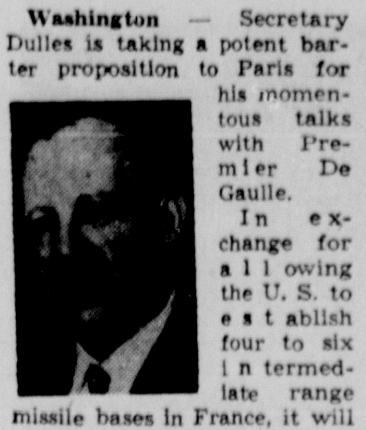 Washington — Secretary
Dulles is taking a potent bar-
ter proposition to Paris for
his momen-
tous talks
with Pre-
mier De
Gaulle.
In ex-
change for
allowing
the U. S. to
establish
four to six
intermed-
iate range
missile bases in France, it will